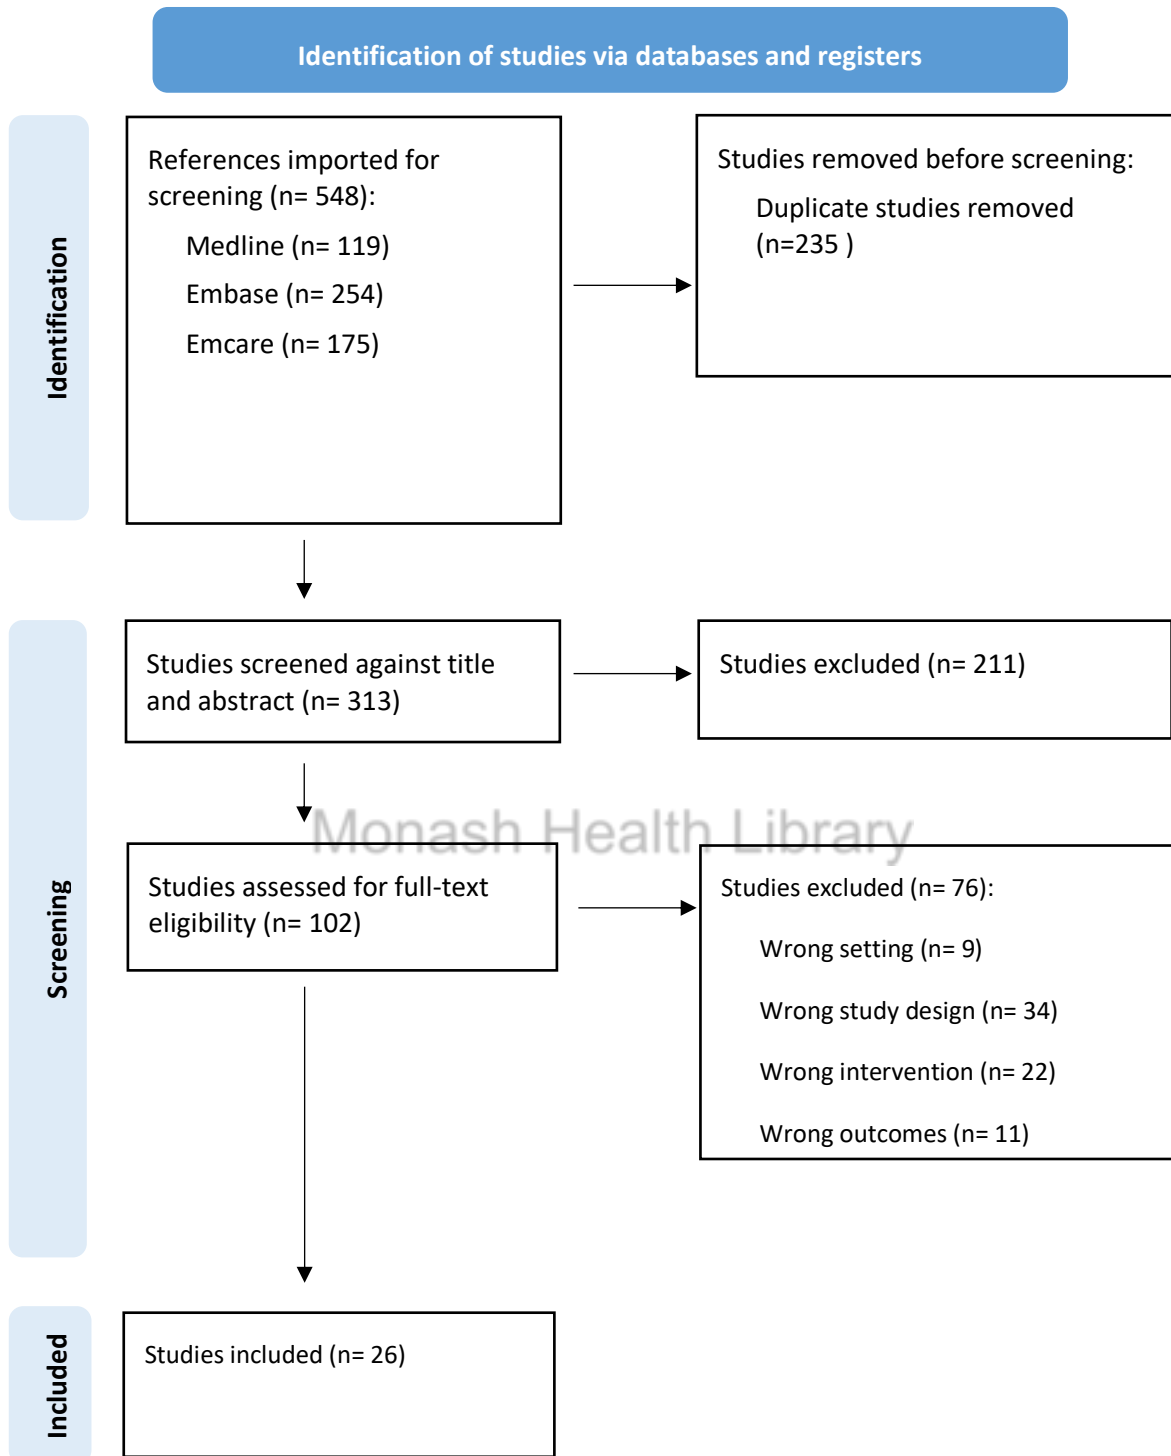 Identification of studies via databases and registers
Identification
References imported for
screening (n= 548):
Medline (n= 119)
Embase (n= 254)
Emcare (n= 175)
Studies removed before screening:
Duplicate studies removed
(n=235 )
Screening
Studies screened against title
and abstract (n= 313)
Studies excluded (n= 211)
Monash Health Library
Studies assessed for full-text
eligibility (n= 102)
Studies excluded (n= 76):
Wrong setting (n= 9)
Wrong study design (n= 34)
Wrong intervention (n= 22)
Wrong outcomes (n= 11)
Included
Studies included (n= 26)